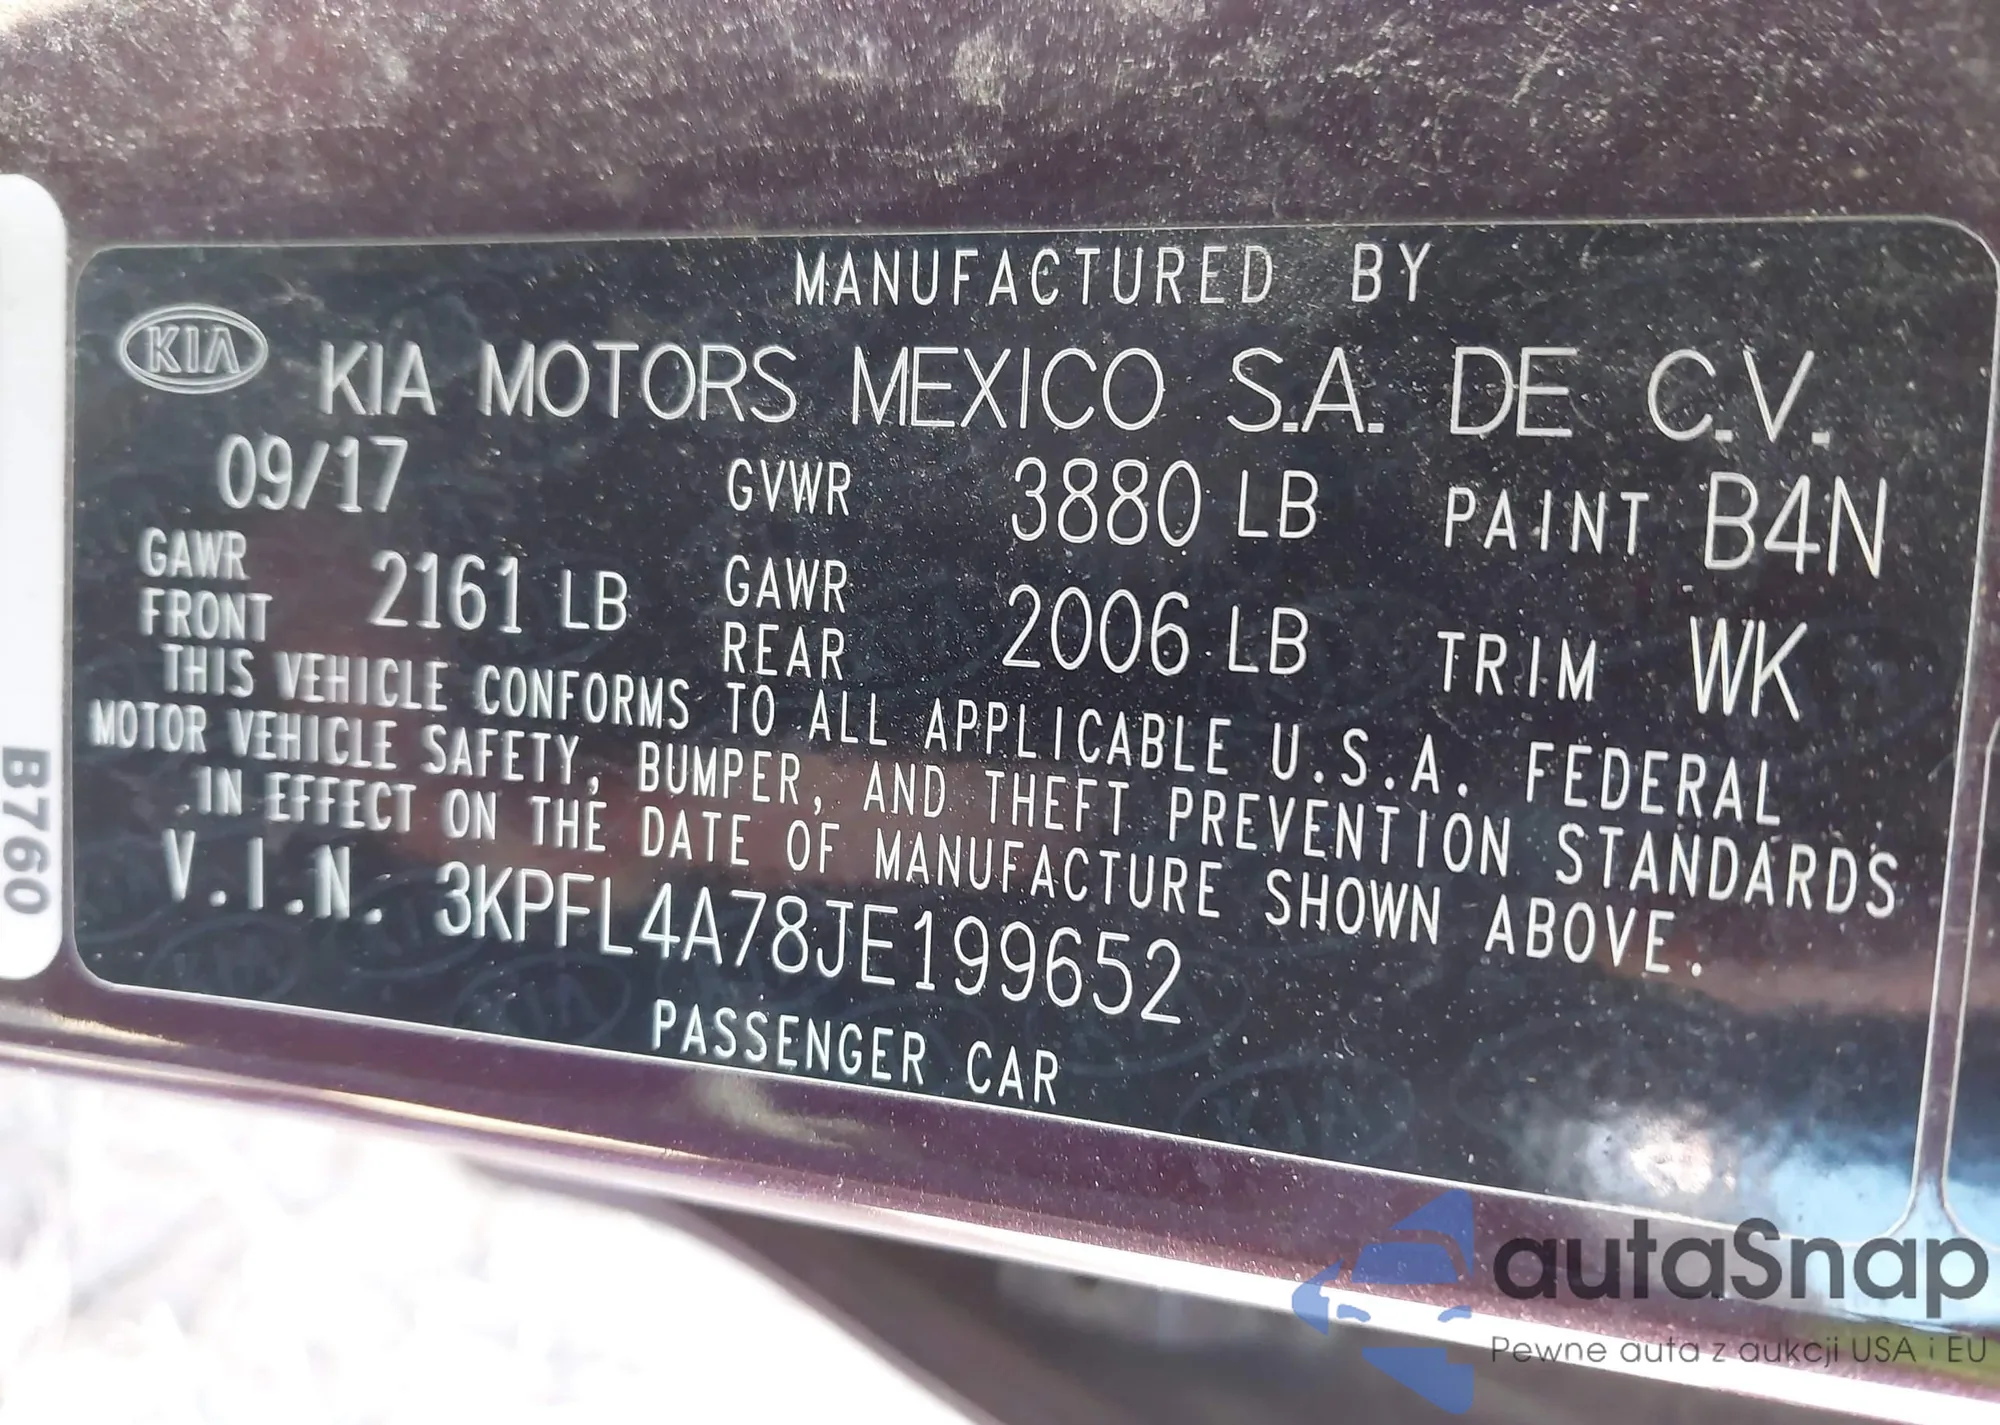 MANUFACTURED BY
KIA KIA MOTORS MEXICO S.A. DE C.V.
09/17 GVWR 3880 LB PAINT B4N
GAWR FRONT 2161 LB GAWR REAR 2006 LB TRIM WK
THIS VEHICLE CONFORMS TO ALL APPLICABLE U.S.A. FEDERAL
MOTOR VEHICLE SAFETY, BUMPER, AND THEFT PREVENTION STANDARDS
IN EFFECT ON THE DATE OF MANUFACTURE SHOWN ABOVE.
V.I.N. 3KPFL4A78JE199652
PASSENGER CAR
B760
autaSnap
Pewne auta z aukcji USA i EU